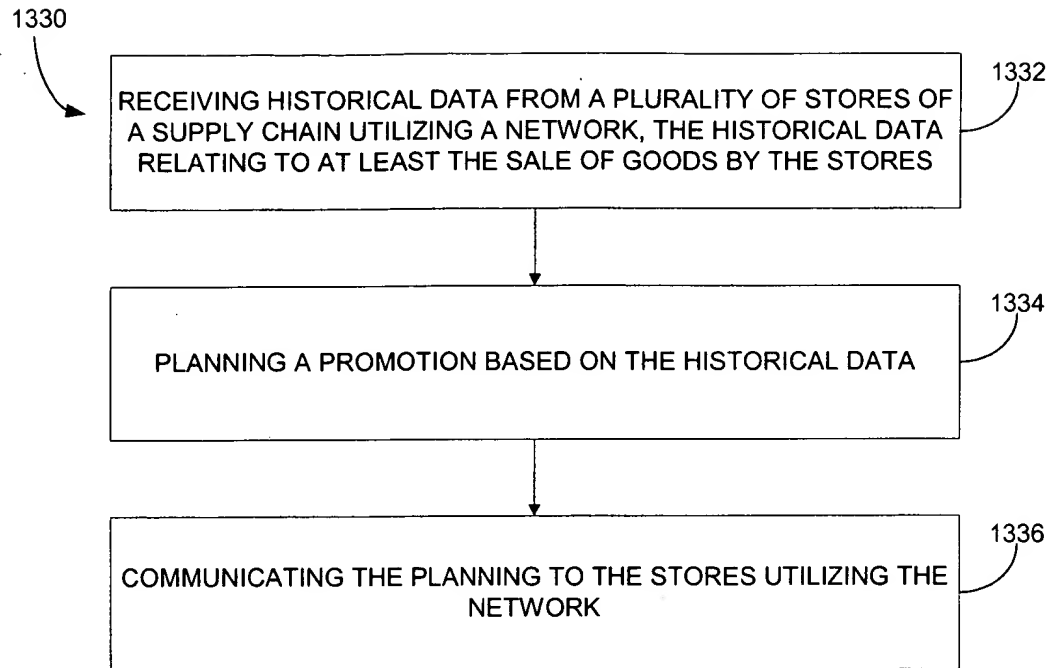 1330
1332
RECEIVING HISTORICAL DATA FROM A PLURALITY OF STORES OF
A SUPPLY CHAIN UTILIZING A NETWORK, THE HISTORICAL DATA
RELATING TO AT LEAST THE SALE OF GOODS BY THE STORES
1334
PLANNING A PROMOTION BASED ON THE HISTORICAL DATA
1336
COMMUNICATING THE PLANNING TO THE STORES UTILIZING THE
NETWORK